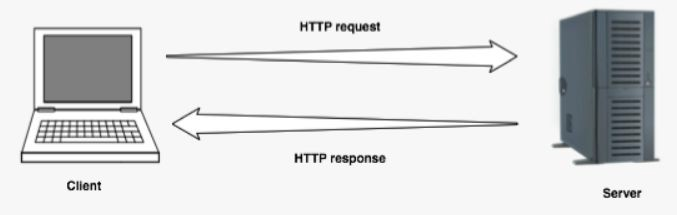 HTTP request
HTTP response
Client
Server